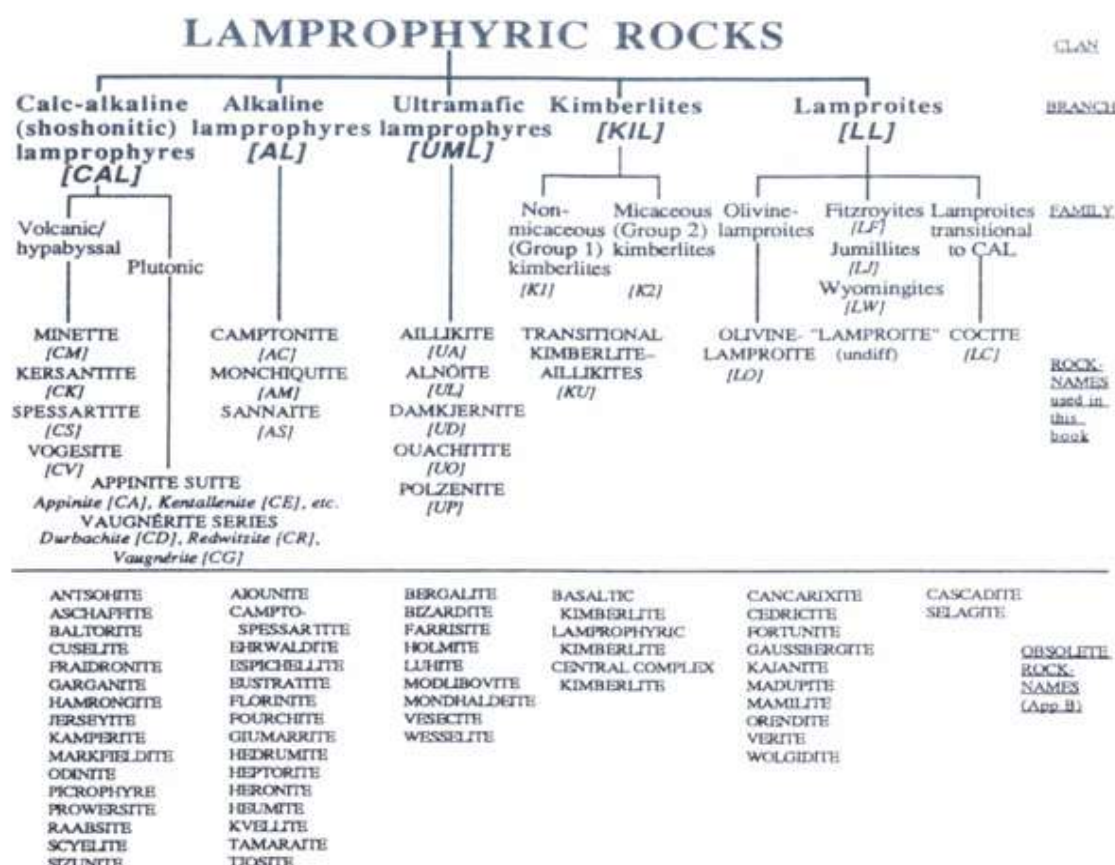 LAMPROPHYRIC ROCKS
CLAN
Calc-alkaline
(shoshonitic)
lamprophyres
[CAL]
Alkaline
lamprophyres
[AL]
Ultramafic
lamprophyres
[UML]
Kimberlites
[KIL]
Lamproites
[LL]
BRANCH
Volcanic/
hypabyssal
Plutonic
Non-
micaceous
(Group 1)
kimberlites
[K1]
Micaceous
(Group 2)
kimberlites
[K2]
Olivine-
lamproites
Fitzroyites
[LF]
Jumillites
[LJ]
Wyomingites
[LW]
Lamproites
transitional
to CAL
FAMILY
MINETTE
[CM]
KERSANTITE
[CK]
SPESSARTITE
[CS]
VOGESITE
[CV]
APPINITE SUITE
Appinite [CA], Kentallenite [CE], etc.
VAUGNÉRITE SERIES
Durbachite [CD], Redwitzite [CR],
Vaugnérite [CG]
CAMPTONITE
[AC]
MONCHIQUITE
[AM]
SANNAITE
[AS]
AILLIKITE
[UA]
ALNÖITE
[UL]
DAMKJERNITE
[UD]
OUACHITITE
[UO]
POLZENITE
[UP]
TRANSITIONAL
KIMBERLITE-
AILLIKITES
[KU]
OLIVINE-
LAMPROITE
[LO]
"LAMPROITE"
(undiff)
COCITE
[LC]
ROCK-
NAMES
used in
this
book
ANTSOHITE
ASCHAFFITE
BALTORITE
CUSELITE
FRAIDRONITE
GARGANITE
HAMRONGITE
JERSEYITE
KAMPERITE
MARKFIELDITE
ODINITE
PICROPHYRE
PROWERSITE
RAABSITE
SCYELITE
SIZUNITE
AIOUNITE
CAMPTO-
SPESSARTITE
EHRWALDITE
ESPICHELLITE
EUSTRATITE
FLORINITE
FOURCHITE
GIUMARRITE
HEDRUMITE
HEPTORITE
HERONITE
HEUMITE
KVELLITE
TAMARAITE
TJOSITE
BERGALITE
BIZARDITE
FARRISITE
HOLMITE
LUHITE
MODLIBOVITE
MONDHALDEITE
VESECITE
WESSELITE
BASALTIC
KIMBERLITE
LAMPROPHYRIC
KIMBERLITE
CENTRAL COMPLEX
KIMBERLITE
CANCARIXITE
CEDRICITE
FORTUNITE
GAUSSBERGITE
KAJANITE
MADUPITE
MAMILITE
ORENDITE
VERITE
WOLGIDITE
CASCADITE
SELAGITE
OBSOLETE
ROCK-
NAMES
(App B)